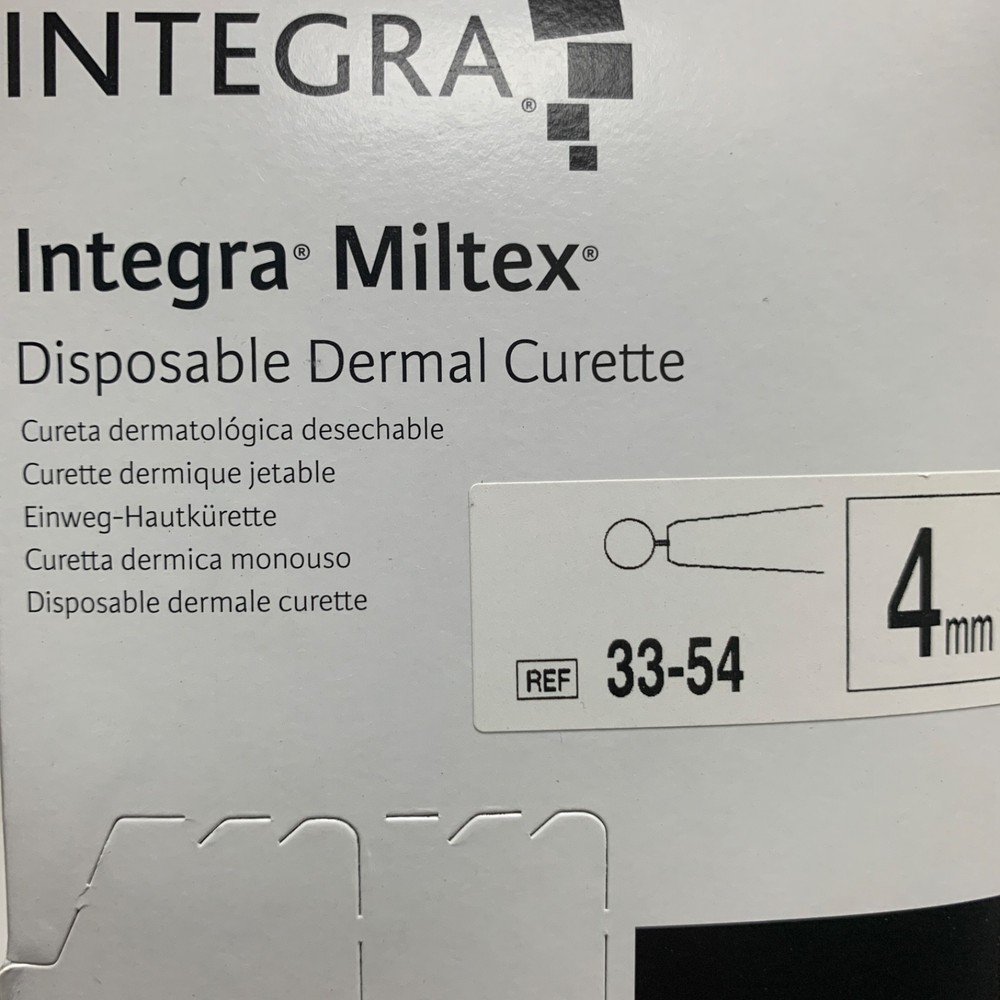 INTEGRA®
Integra® Miltex®
Disposable Dermal Curette
Cureta dermatológica desechable
Curette dermique jetable
Einweg-Hautkürette
Curetta dermica monouso
Disposable dermale curette
4mm
REF 33-54